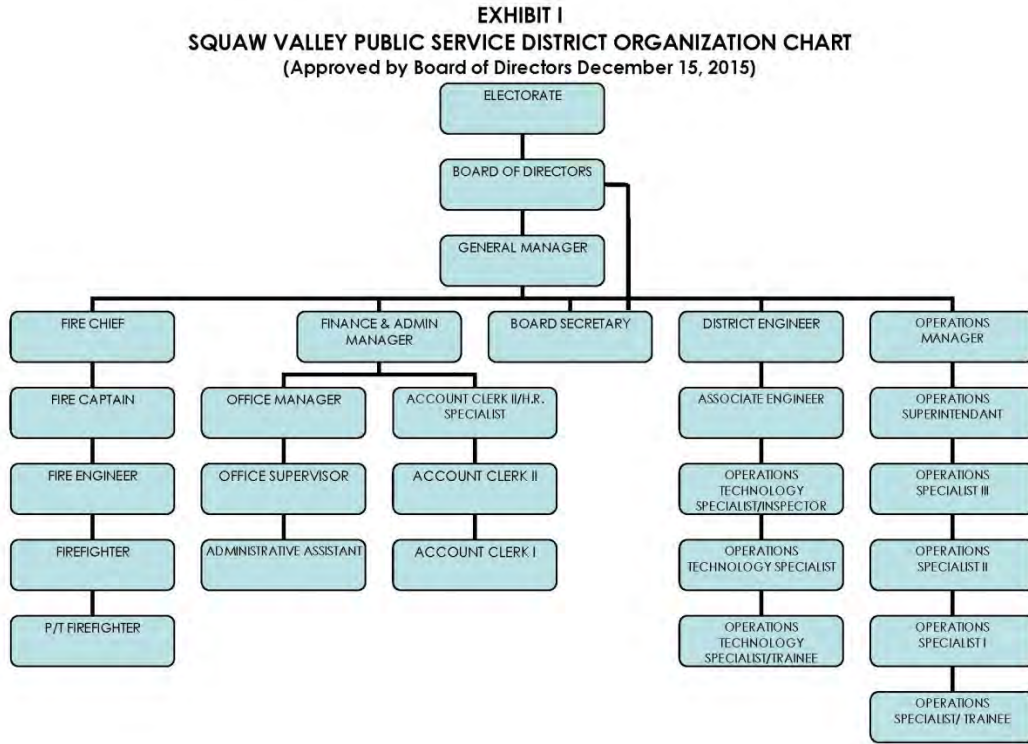 EXHIBIT I
SQUAW VALLEY PUBLIC SERVICE DISTRICT ORGANIZATION CHART
(Approved by Board of Directors December 15, 2015)
ELECTORATE
BOARD OF DIRECTORS
GENERAL MANAGER
FIRE CHIEF
FINANCE & ADMIN
MANAGER
BOARD SECRETARY
DISTRICT ENGINEER
OPERATIONS
MANAGER
FIRE CAPTAIN
OFFICE MANAGER
ACCOUNT CLERK II/H.R.
SPECIALIST
ASSOCIATE ENGINEER
OPERATIONS
SUPERINTENDANT
FIRE ENGINEER
OFFICE SUPERVISOR
ACCOUNT CLERK II
OPERATIONS
TECHNOLOGY
SPECIALIST/INSPECTOR
OPERATIONS
SPECIALIST III
FIREFIGHTER
ADMINISTRATIVE ASSISTANT
ACCOUNT CLERK I
OPERATIONS
TECHNOLOGY SPECIALIST
OPERATIONS
SPECIALIST II
P/T FIREFIGHTER
OPERATIONS
TECHNOLOGY
SPECIALIST/TRAINEE
OPERATIONS
SPECIALIST I
OPERATIONS
SPECIALIST/ TRAINEE